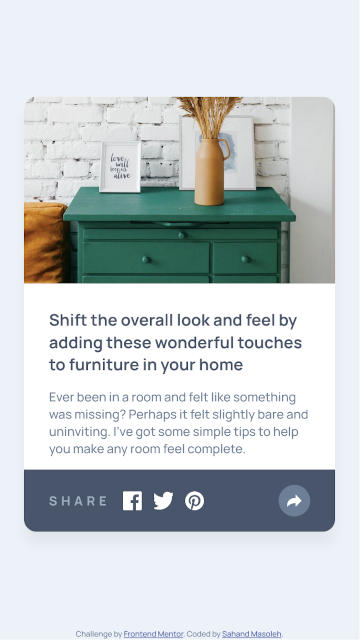 love
will
keep us
alive
Shift the overall look and feel by
adding these wonderful touches
to furniture in your home
Ever been in a room and felt like something
was missing? Perhaps it felt slightly bare and
uninviting. I've got some simple tips to help
you make any room feel complete.
SHARE
Challenge by Frontend Mentor. Coded by Sahand Masoleh.